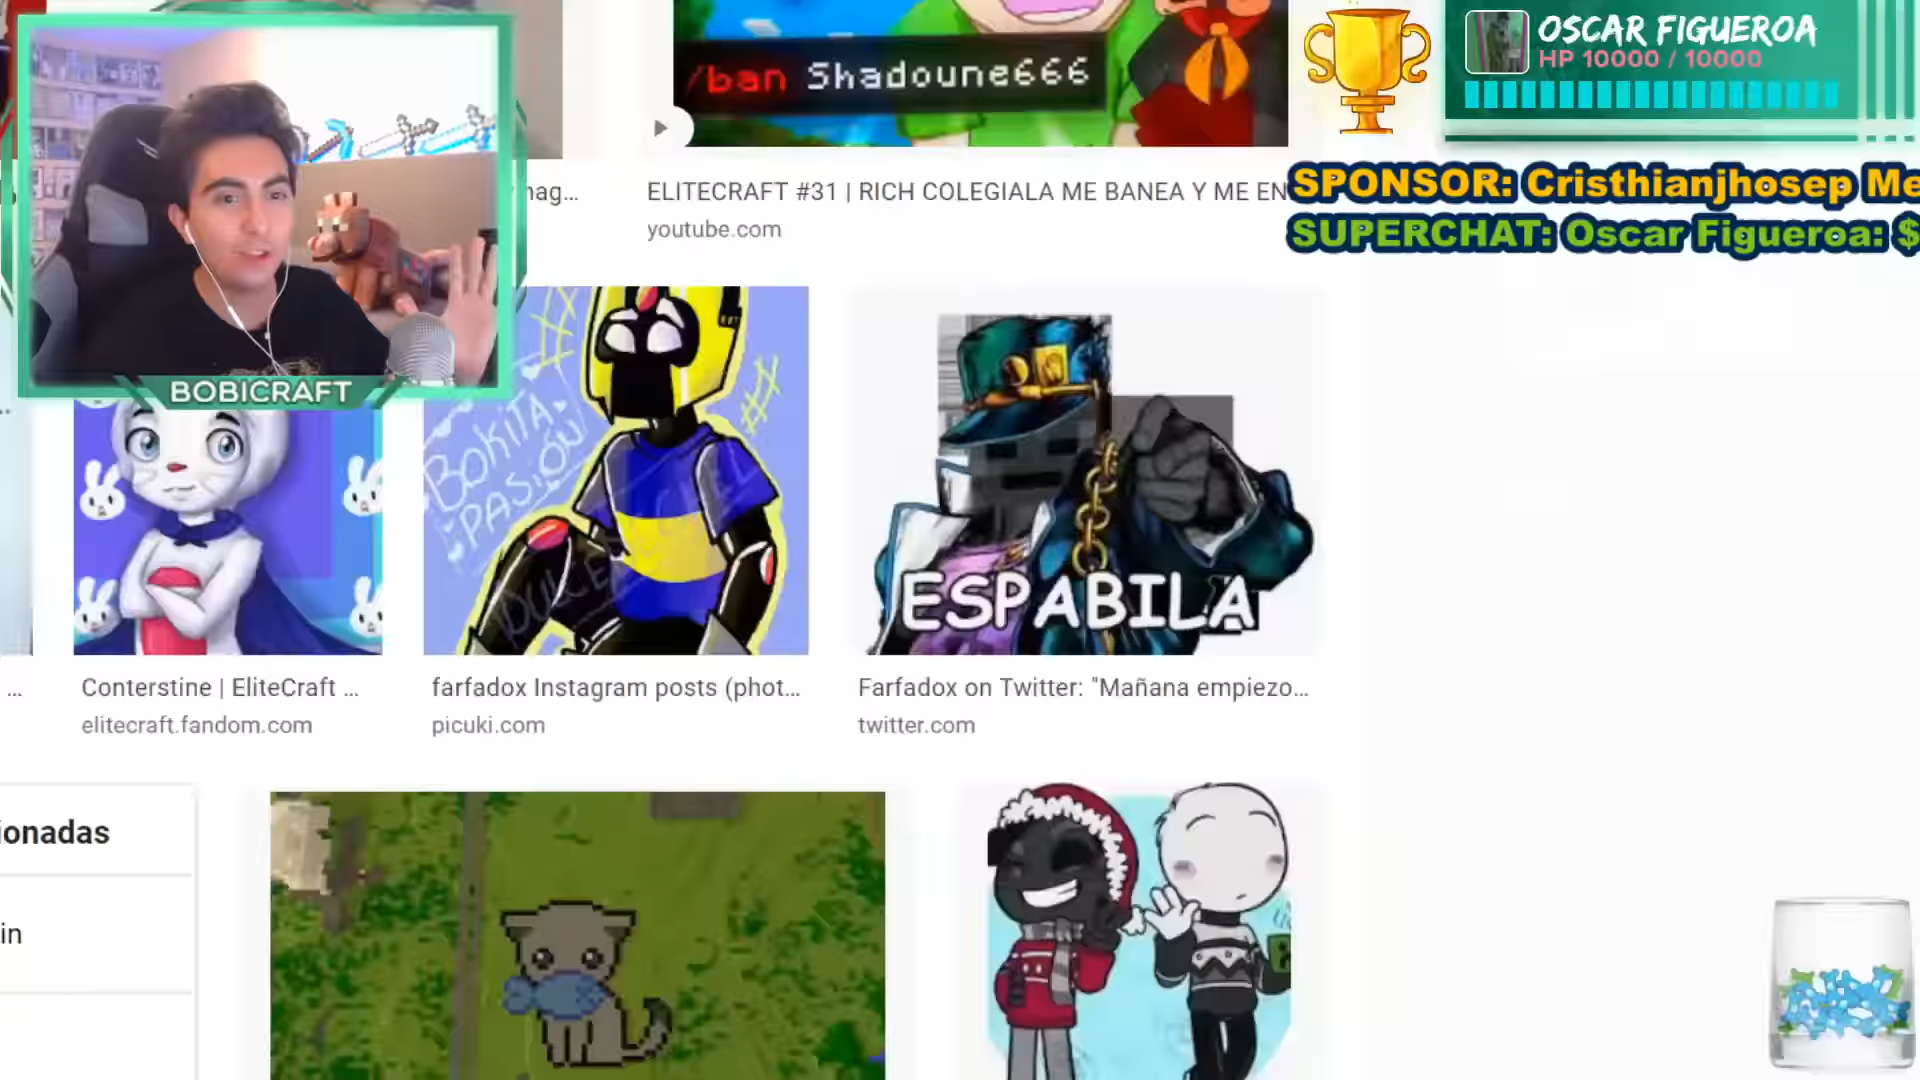 /ban Shadoune666
OSCAR FIGUEROA
HP 10000 / 10000
SPONSOR: Cristhianjhosep Me
SUPERCHAT: Oscar Figueroa: $
nag...
ELITECRAFT #31 | RICH COLEGIALA ME BANEA Y ME EN
youtube.com
BOBICRAFT
BOKITA
PASIÓN
ESPABILA
...
Conterstine | EliteCraft ...
elitecraft.fandom.com
farfadox Instagram posts (phot...
picuki.com
Farfadox on Twitter: "Mañana empiezo...
twitter.com
ionadas
in